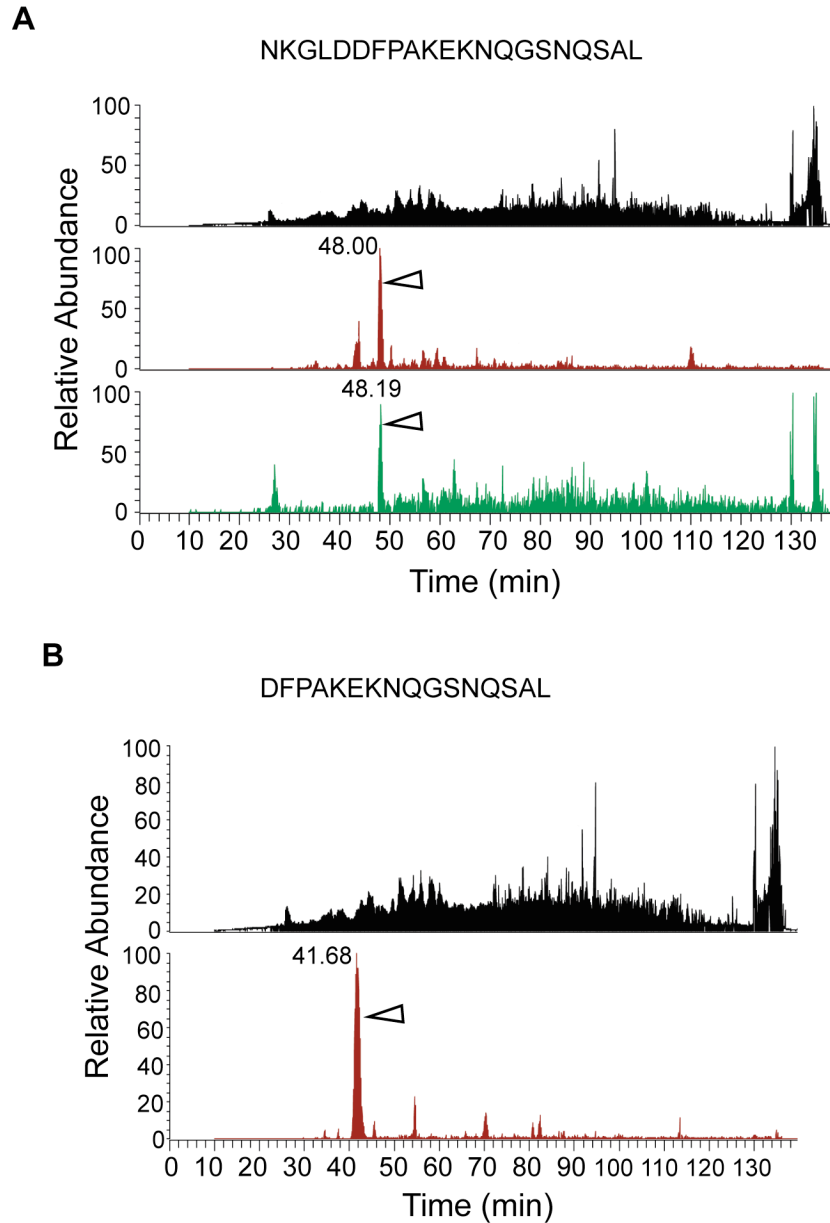 A
NKGLDDFPAKEKNQGSNQSAL
Relative Abundance
100
50
0
48.00
100
50
0
48.19
100
50
0
0 10 20 30 40 50 60 70 80 90 100 110 120 130
Time (min)
B
DFPAKEKNQGSNQSAL
Relative Abundance
100
80
60
40
20
0
41.68
100
80
60
40
20
0
0 10 20 30 40 50 60 70 80 90 100 110 120 130
Time (min)